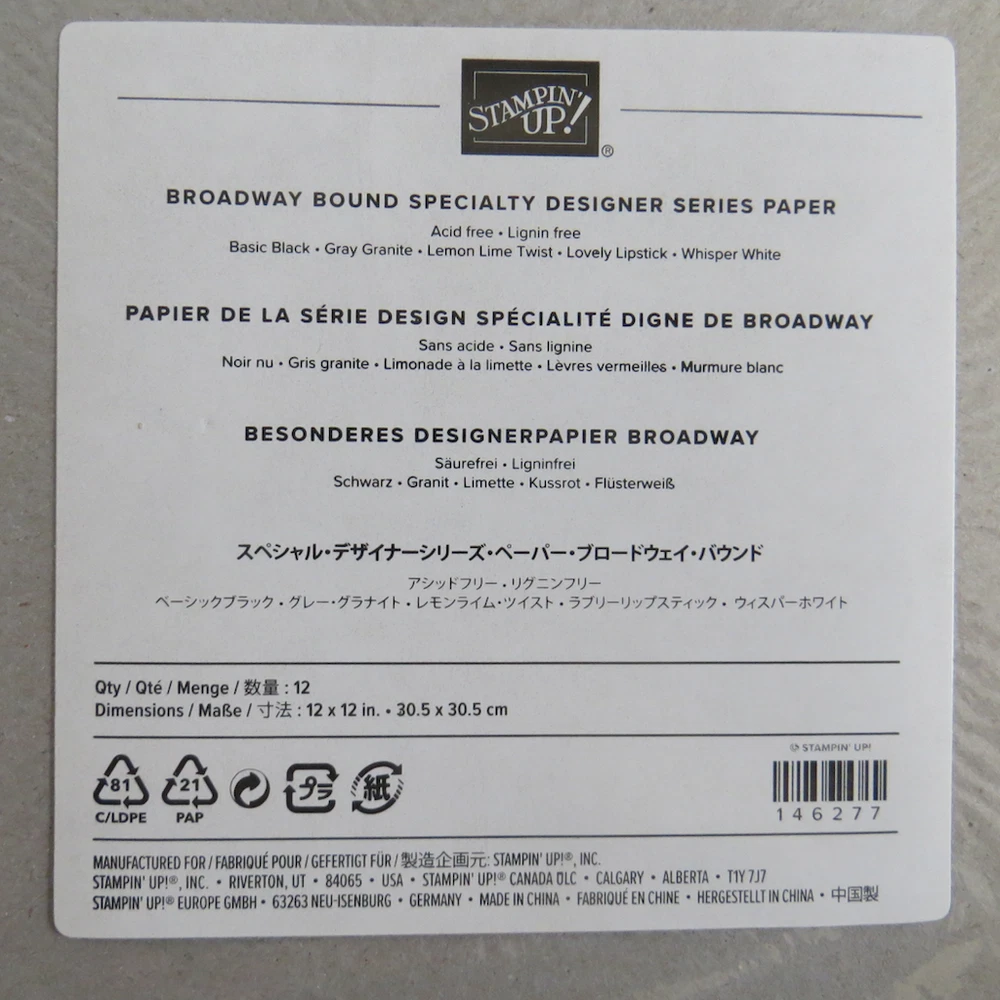 STAMPIN' UP!®
BROADWAY BOUND SPECIALTY DESIGNER SERIES PAPER
Acid free • Lignin free
Basic Black • Gray Granite • Lemon Lime Twist • Lovely Lipstick • Whisper White
PAPIER DE LA SÉRIE DESIGN SPÉCIALITÉ DIGNE DE BROADWAY
Sans acide • Sans lignine
Noir nu • Gris granite • Limonade à la limette • Lèvres vermeilles • Murmure blanc
BESONDERES DESIGNERPAPIER BROADWAY
Säurefrei • Ligninfrei
Schwarz • Granit • Limette • Kussrot • Flüsterweiß
スペシャル・デザイナーシリーズ・ペーパー・ブロードウェイ・バウンド
アシッドフリー・リグニンフリー
ベーシックブラック・グレー・グラナイト・レモンライム・ツイスト・ラブリーリップスティック・ウィスパーホワイト
Qty / Qté / Menge / 数量 : 12
Dimensions / Maße / 寸法 : 12 x 12 in. • 30.5 x 30.5 cm
© STAMPIN' UP!
81 21 プラ 紙
C/LDPE PAP
146277
MANUFACTURED FOR / FABRIQUÉ POUR / GEFERTIGT FÜR / 製造企画元: STAMPIN' UP!®, INC.
STAMPIN' UP!®, INC. • RIVERTON, UT • 84065 • USA • STAMPIN' UP!® CANADA ULC • CALGARY • ALBERTA • T1Y 7J7
STAMPIN' UP!® EUROPE GMBH • 63263 NEU-ISENBURG • GERMANY • MADE IN CHINA • FABRIQUÉ EN CHINE • HERGESTELLT IN CHINA • 中国製